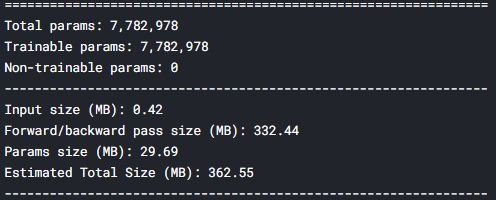 ================================================================
Total params: 7,782,978
Trainable params: 7,782,978
Non-trainable params: 0
----------------------------------------------------------------
Input size (MB): 0.42
Forward/backward pass size (MB): 332.44
Params size (MB): 29.69
Estimated Total Size (MB): 362.55
----------------------------------------------------------------